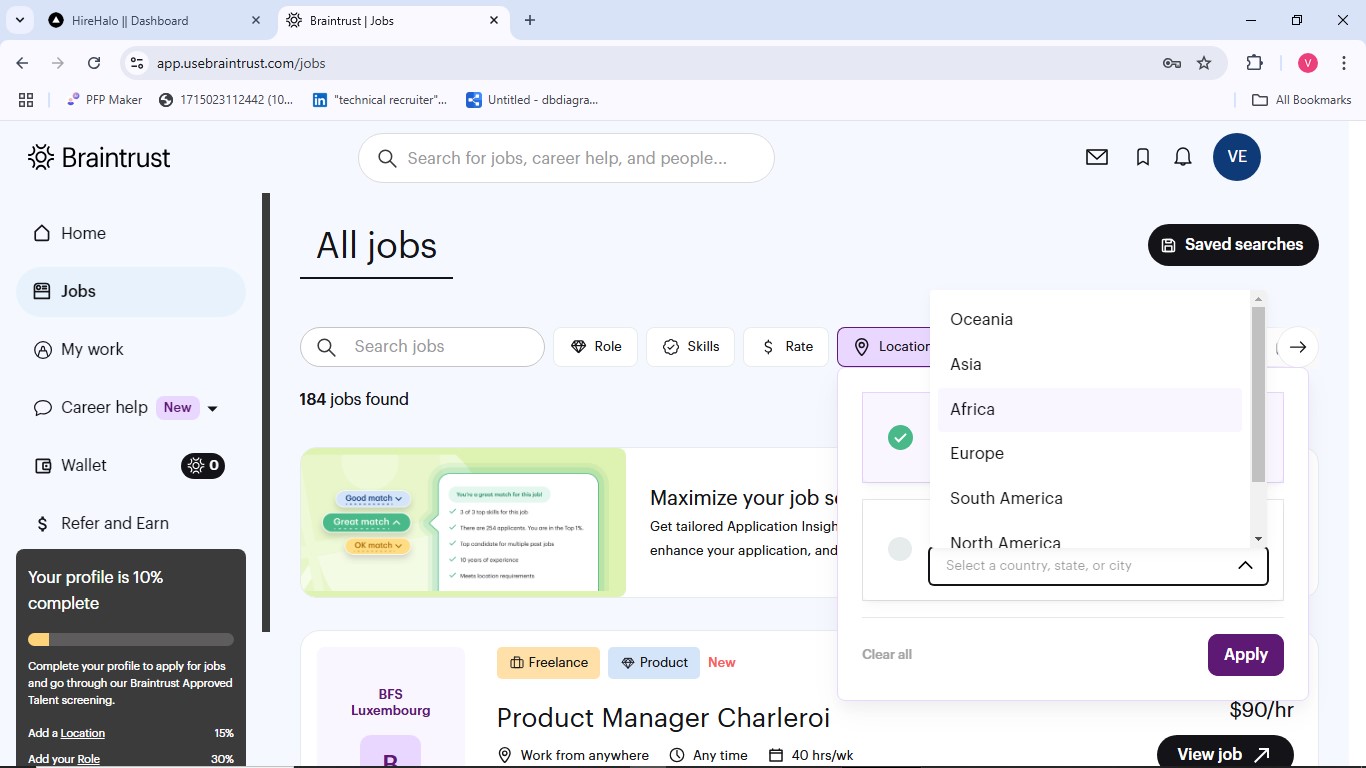 HireHalo || Dashboard
Braintrust | Jobs
app.usebraintrust.com/jobs
V
PFP Maker
1715023112442 (10...
"technical recruiter"...
Untitled - dbdiagra...
All Bookmarks
Braintrust
Search for jobs, career help, and people...
VE
Home
Jobs
My work
Career help
New
Wallet
0
Refer and Earn
Your profile is 10%
complete
Complete your profile to apply for jobs
and go through our Braintrust Approved
Talent screening.
Add a Location
15%
Add your Role
30%
All jobs
Saved searches
Search jobs
Role
Skills
$ Rate
Location
184 jobs found
Good match
Great match
OK match
You're a great match for this job!
3 of 3 top skills for this job
There are 254 applicants. You are in the Top 1%.
Top candidate for multiple past jobs
10 years of experience
Meets location requirements
Maximize your job se
Get tailored Application Insigh
enhance your application, and
Oceania
Asia
Africa
Europe
South America
North America
Select a country, state, or city
Clear all
Apply
BFS
Luxembourg
Freelance
Product
New
Product Manager Charleroi
$90/hr
Work from anywhere
Any time
40 hrs/wk
View job